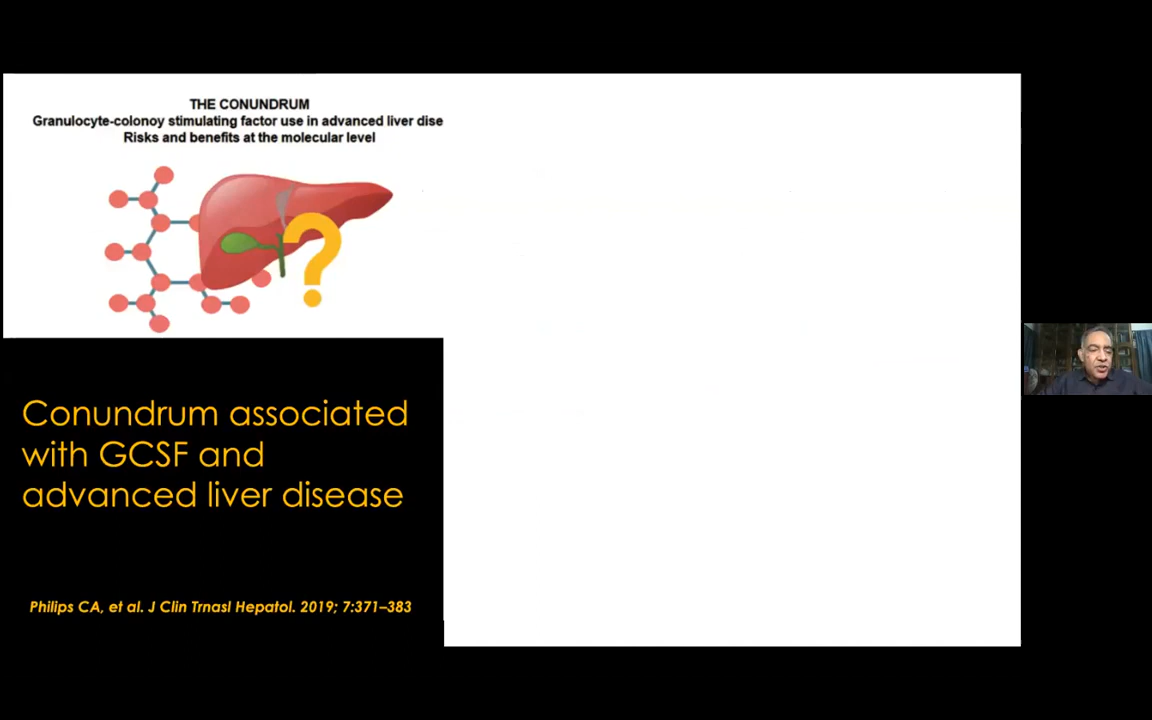 THE CONUNDRUM
Granulocyte-colonoy stimulating factor use in advanced liver dise
Risks and benefits at the molecular level
?
Conundrum associated
with GCSF and
advanced liver disease
Philips CA, et al. J Clin Trnasl Hepatol. 2019; 7:371–383